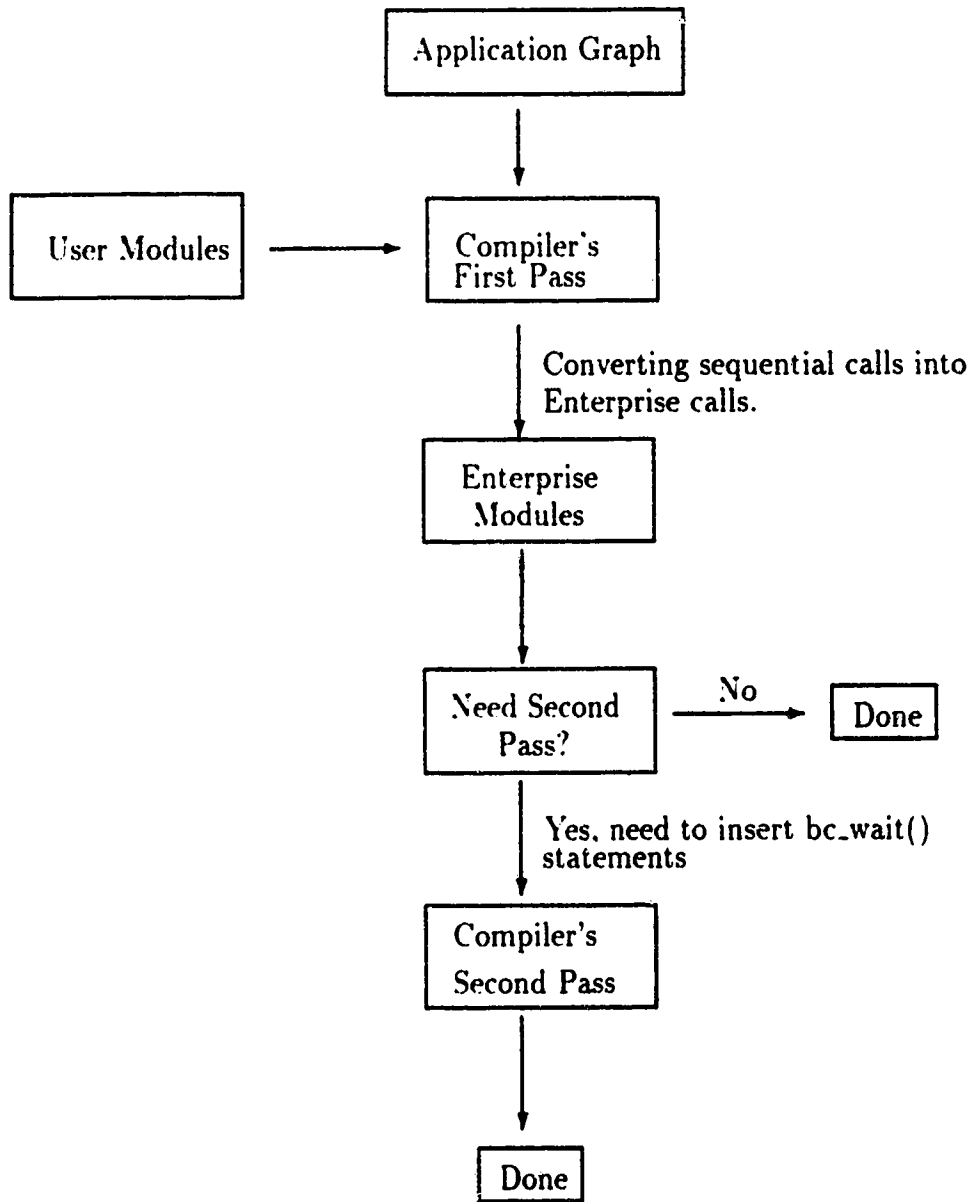 Application Graph
User Modules
Compiler's
First Pass
Converting sequential calls into
Enterprise calls.
Enterprise
Modules
Need Second
Pass?
No
Done
Yes, need to insert bc_wait()
statements
Compiler's
Second Pass
Done